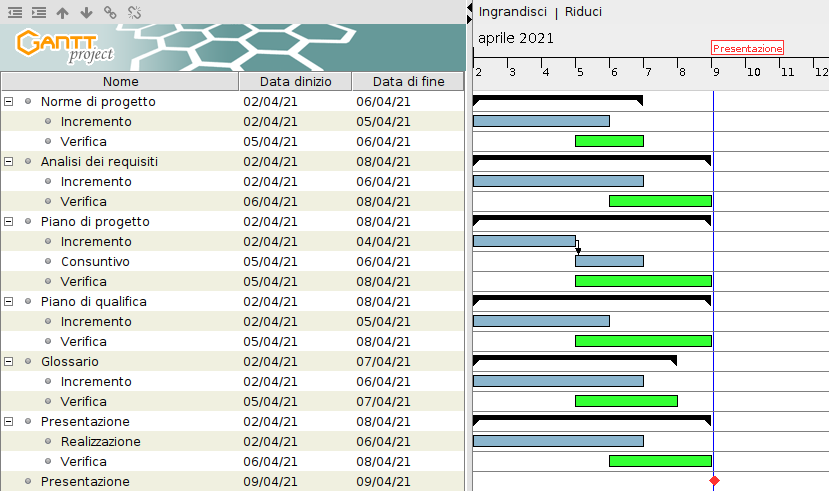 GANTT
project
Ingrandisci | Riduci
aprile 2021
Presentazione
2 3 4 5 6 7 8 9 10 11 12
Nome Data dinizio Data di fine
Norme di progetto 02/04/21 06/04/21
Incremento 02/04/21 05/04/21
Verifica 05/04/21 06/04/21
Analisi dei requisiti 02/04/21 08/04/21
Incremento 02/04/21 06/04/21
Verifica 06/04/21 08/04/21
Piano di progetto 02/04/21 08/04/21
Incremento 02/04/21 04/04/21
Consuntivo 05/04/21 06/04/21
Verifica 05/04/21 08/04/21
Piano di qualifica 02/04/21 08/04/21
Incremento 02/04/21 05/04/21
Verifica 05/04/21 08/04/21
Glossario 02/04/21 07/04/21
Incremento 02/04/21 06/04/21
Verifica 05/04/21 07/04/21
Presentazione 02/04/21 08/04/21
Realizzazione 02/04/21 06/04/21
Verifica 06/04/21 08/04/21
Presentazione 09/04/21 09/04/21